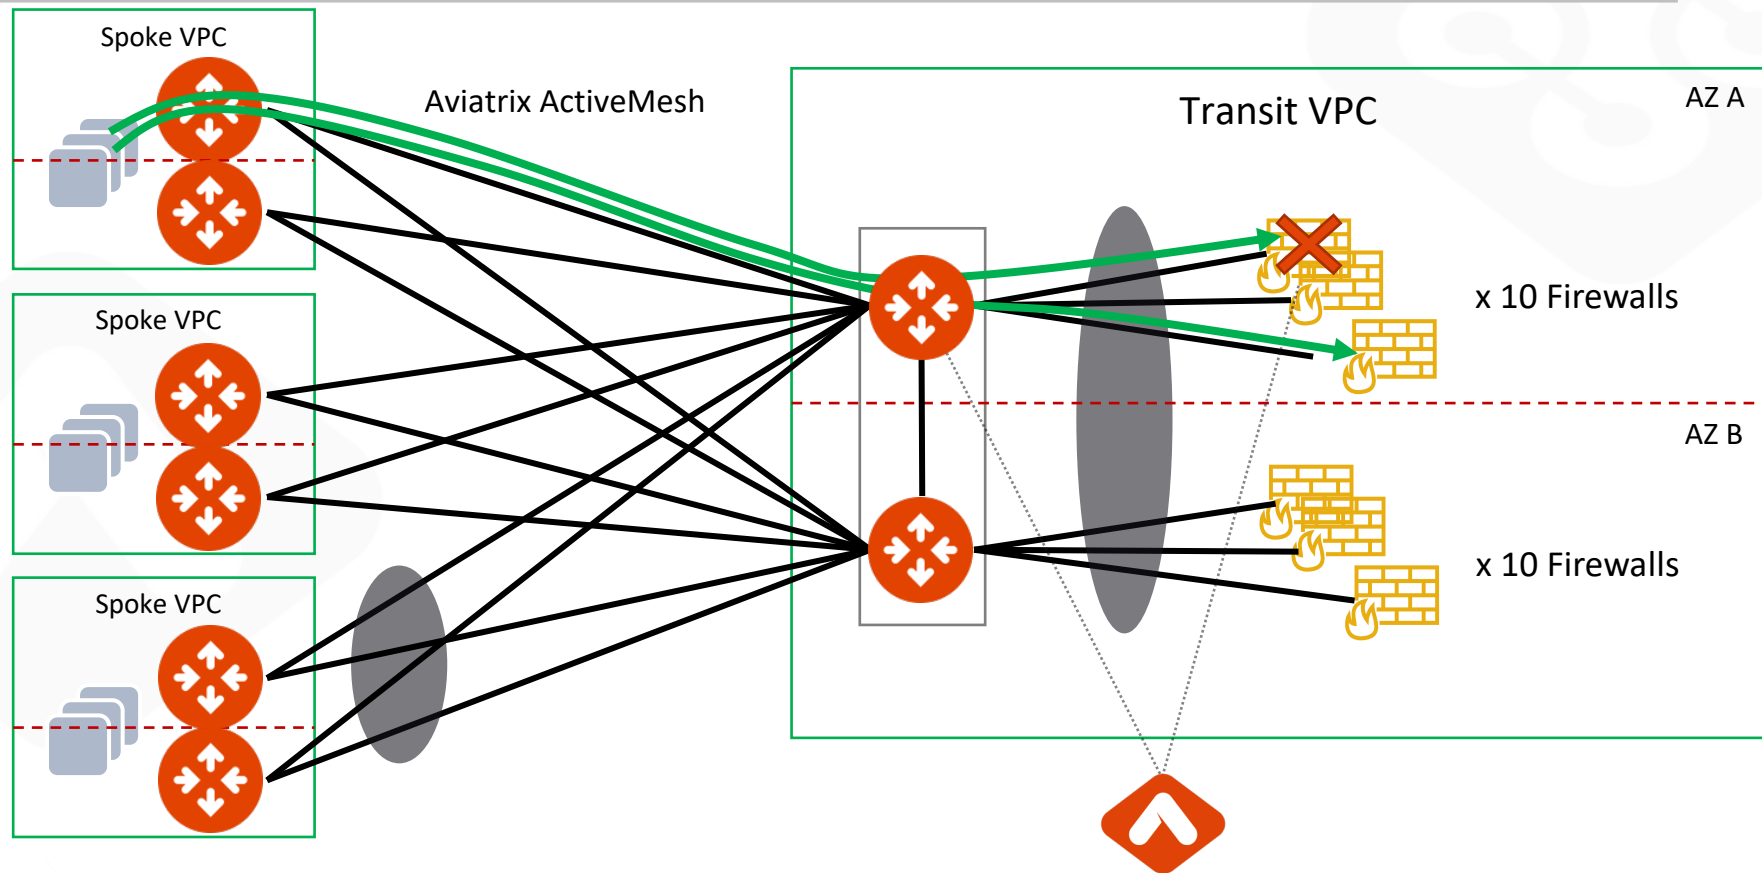 Spoke VPC
Aviatrix ActiveMesh
Transit VPC
AZ A
x 10 Firewalls
Spoke VPC
AZ B
x 10 Firewalls
Spoke VPC